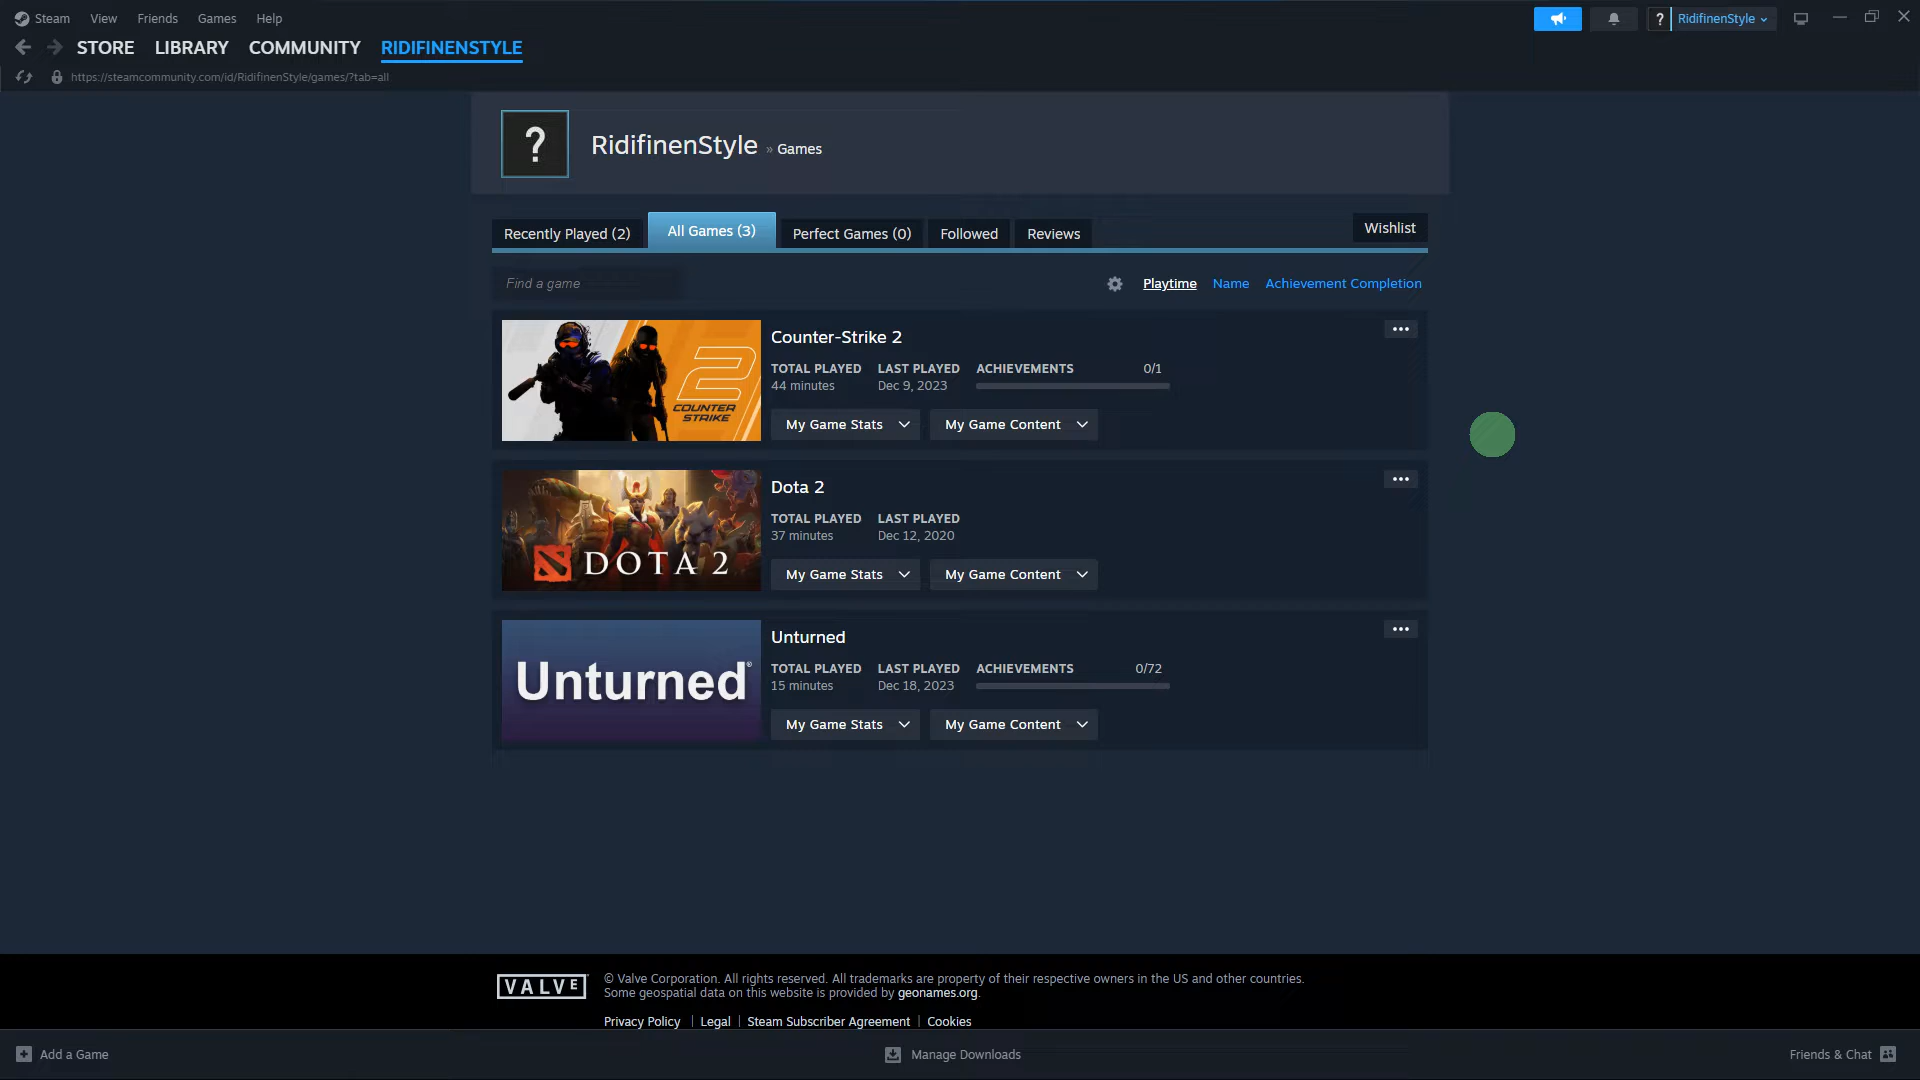 Steam View Friends Games Help
? RidifinenStyle
STORE LIBRARY COMMUNITY RIDIFINENSTYLE
https://steamcommunity.com/id/RidifinenStyle/games/?tab=all
?
RidifinenStyle » Games
Recently Played (2) All Games (3) Perfect Games (0) Followed Reviews Wishlist
Find a game Playtime Name Achievement Completion
2
COUNTER
STRIKE
Counter-Strike 2
TOTAL PLAYED LAST PLAYED ACHIEVEMENTS 0/1
44 minutes Dec 9, 2023
My Game Stats My Game Content
DOTA 2
Dota 2
TOTAL PLAYED LAST PLAYED
37 minutes Dec 12, 2020
My Game Stats My Game Content
Unturned®
Unturned
TOTAL PLAYED LAST PLAYED ACHIEVEMENTS 0/72
15 minutes Dec 18, 2023
My Game Stats My Game Content
VALVE
© Valve Corporation. All rights reserved. All trademarks are property of their respective owners in the US and other countries.
Some geospatial data on this website is provided by geonames.org.
Privacy Policy | Legal | Steam Subscriber Agreement | Cookies
Add a Game Manage Downloads Friends & Chat